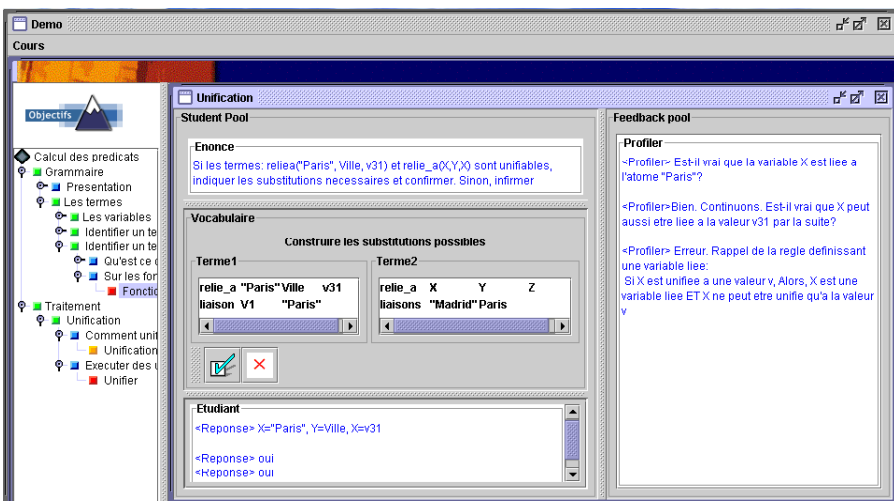 Demo
Cours
Objectifs
Calcul des predicats
Grammaire
Presentation
Les termes
Les variables
Identifier un te
Identifier un te
Qu'est ce
Sur les for
Fonctio
Traitement
Unification
Comment unit
Unification
Executer des
Unifier
Unification
Student Pool
Enonce
Si les termes: reliea("Paris", Ville, v31) et relie_a(X,Y,X) sont unifiables,
indiquer les substitutions necessaires et confirmer. Sinon, infirmer
Vocabulaire
Construire les substitutions possibles
Terme1
relie_a "Paris" Ville v31
liaison V1 "Paris"
Terme2
relie_a X Y Z
liaisons "Madrid" Paris
Etudiant
<Reponse> X="Paris", Y=Ville, X=v31
<Reponse> oui
<Reponse> oui
Feedback pool
Profiler
<Profiler> Est-il vrai que la variable X est liee a
l'atome "Paris"?
<Profiler>Bien. Continuons. Est-il vrai que X peut
aussi etre liee a la valeur v31 par la suite?
<Profiler> Erreur. Rappel de la regle definissant
une variable liee:
Si X est unifiee a une valeur v, Alors, X est une
variable liee ET X ne peut etre unifie qu'a la valeur
v